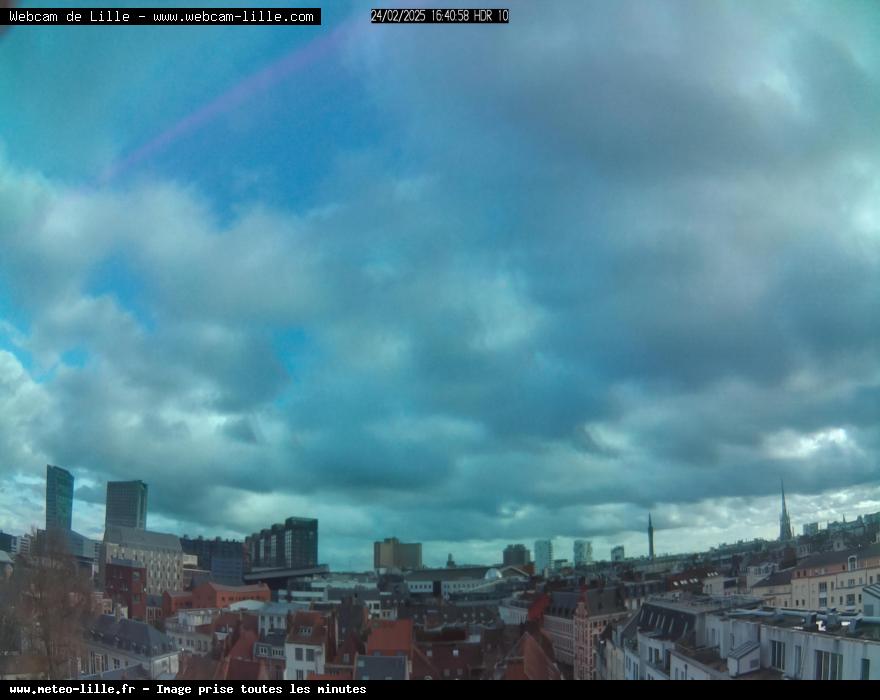 Webcam de Lille - www.webcam-lille.com
24/02/2025 16:40:58 HDR 10
www.meteo-lille.fr - Image prise toutes les minutes